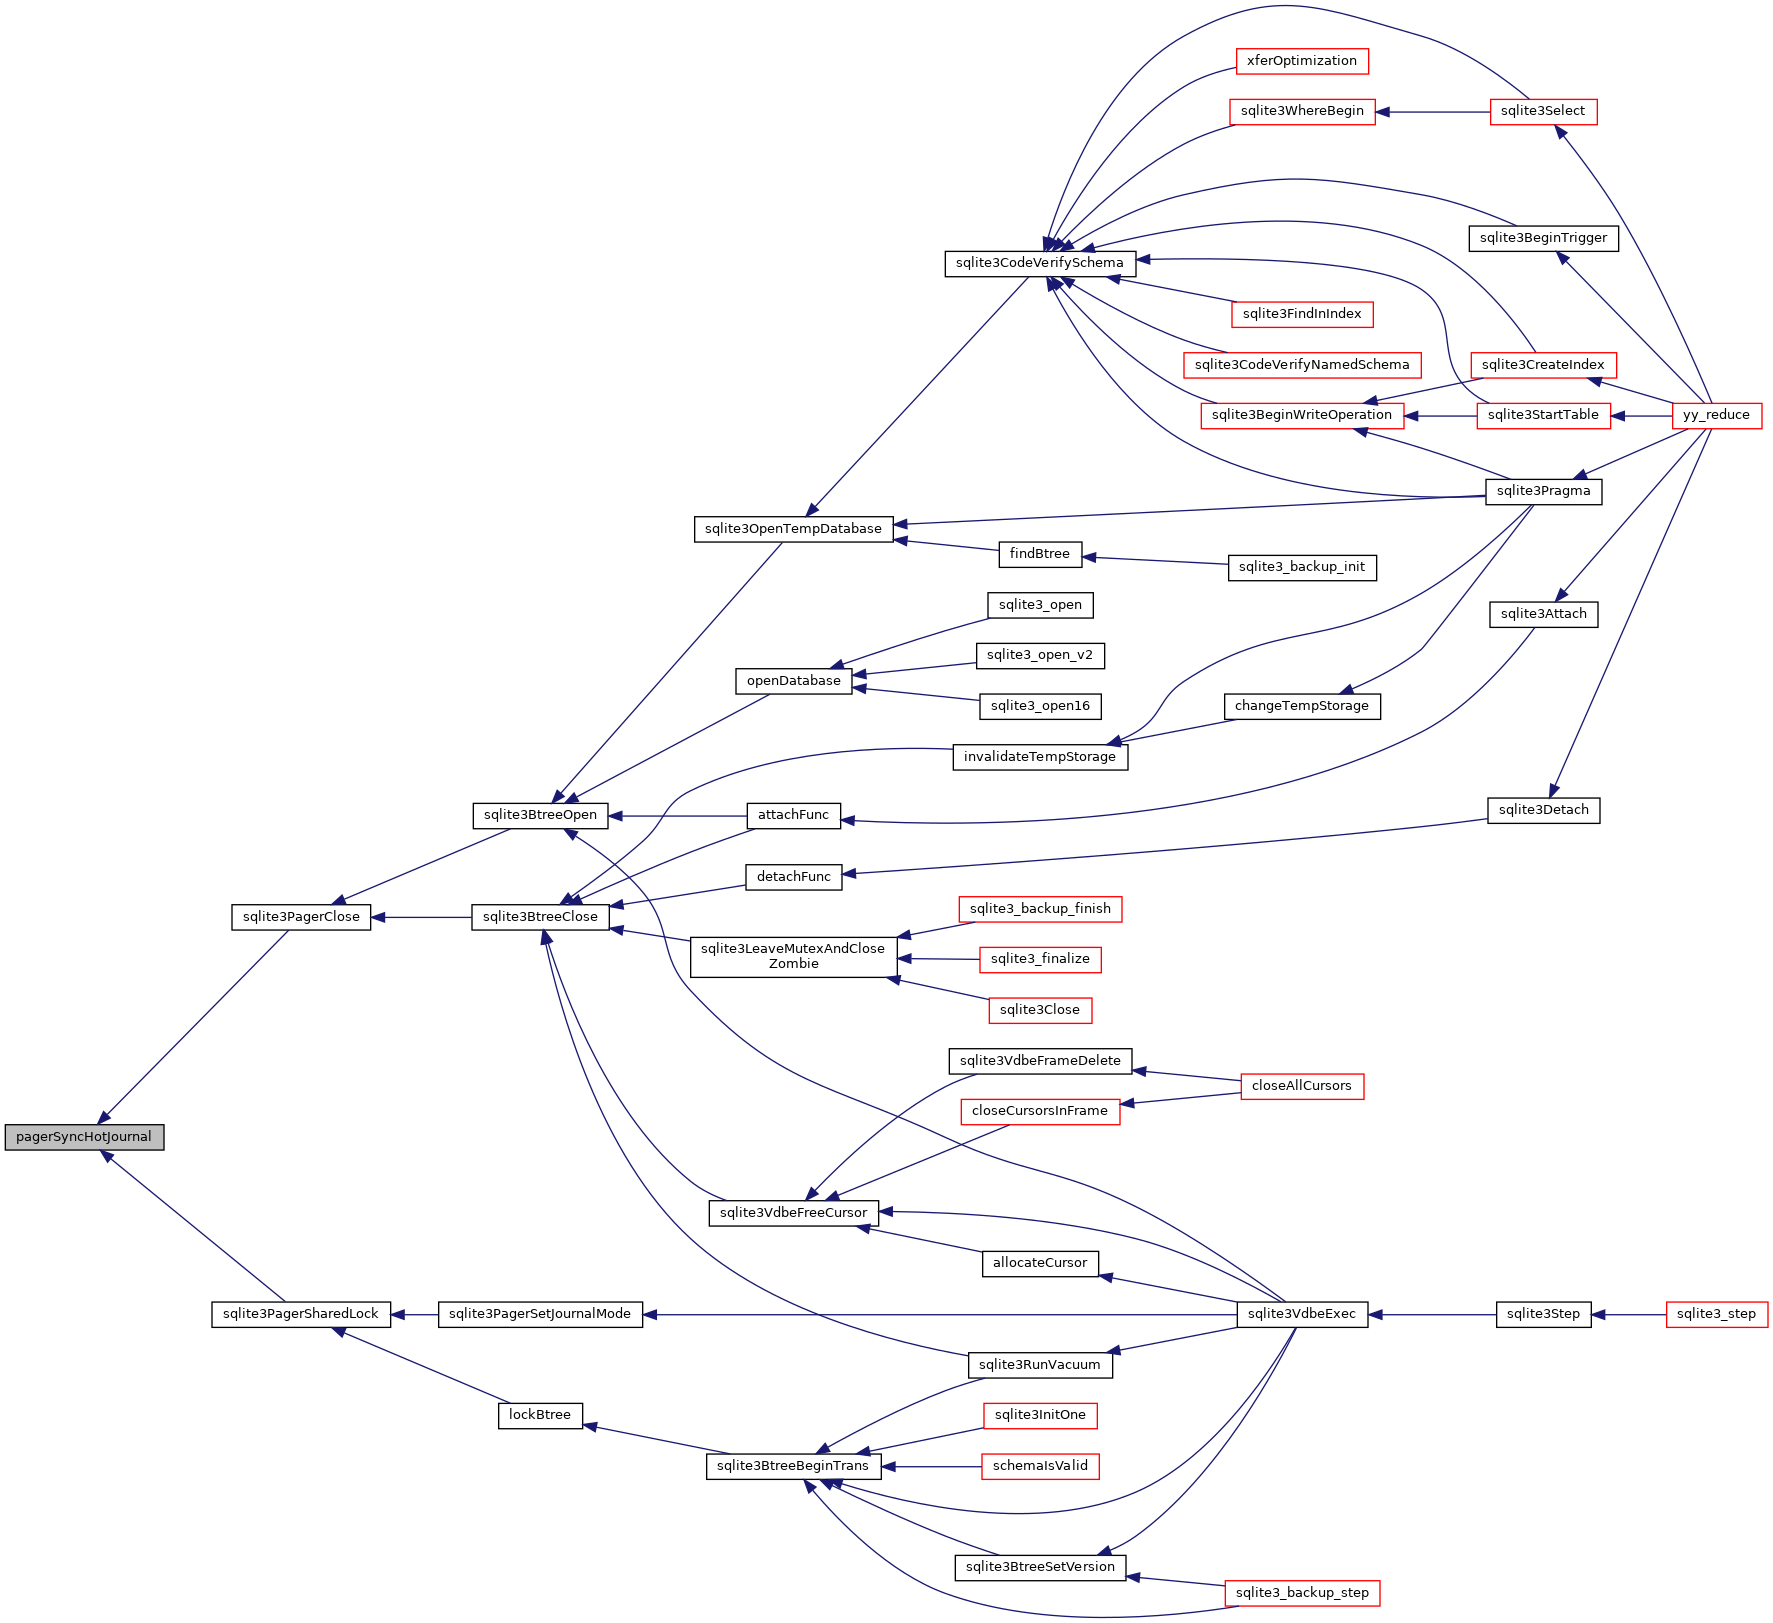 xferOptimization
sqlite3WhereBegin
sqlite3Select
sqlite3BeginTrigger
sqlite3CodeVerifySchema
sqlite3FindInIndex
sqlite3CodeVerifyNamedSchema
sqlite3CreateIndex
sqlite3BeginWriteOperation
sqlite3StartTable
yy_reduce
sqlite3Pragma
sqlite3OpenTempDatabase
findBtree
sqlite3_backup_init
sqlite3_open
sqlite3Attach
sqlite3_open_v2
openDatabase
sqlite3_open16
changeTempStorage
invalidateTempStorage
sqlite3BtreeOpen
attachFunc
sqlite3Detach
detachFunc
sqlite3PagerClose
sqlite3BtreeClose
sqlite3_backup_finish
sqlite3LeaveMutexAndClose
Zombie
sqlite3_finalize
sqlite3Close
sqlite3VdbeFrameDelete
closeAllCursors
closeCursorsInFrame
pagerSyncHotJournal
sqlite3VdbeFreeCursor
allocateCursor
sqlite3PagerSharedLock
sqlite3PagerSetJournalMode
sqlite3VdbeExec
sqlite3Step
sqlite3_step
sqlite3RunVacuum
lockBtree
sqlite3InitOne
sqlite3BtreeBeginTrans
schemaIsValid
sqlite3BtreeSetVersion
sqlite3_backup_step